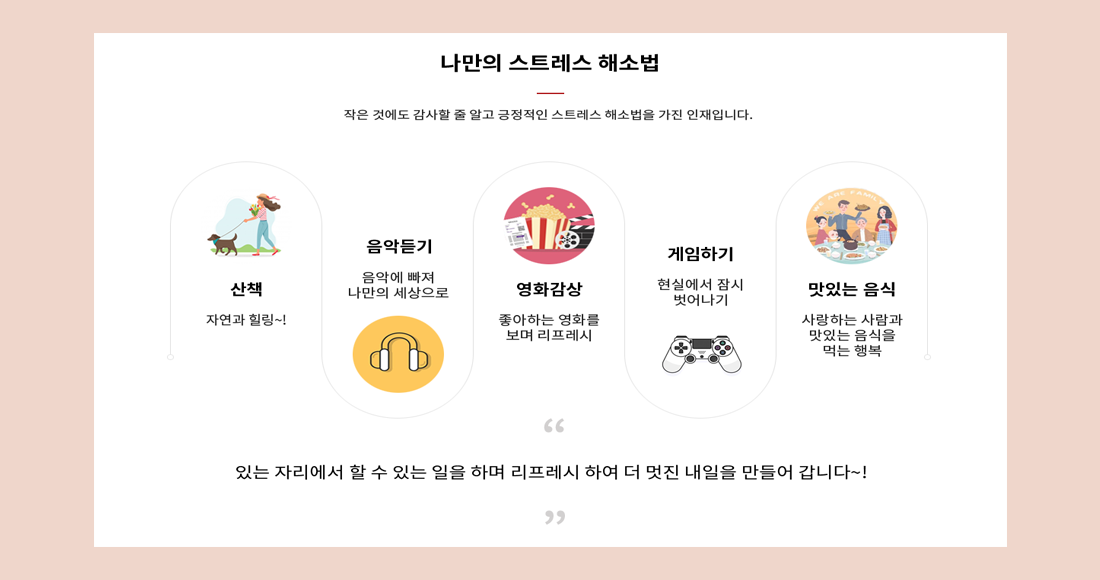 나만의 스트레스 해소법
작은 것에도 감사할 줄 알고 긍정적인 스트레스 해소법을 가진 인재입니다.
산책
자연과 힐링~!
음악듣기
음악에 빠져
나만의 세상으로
영화감상
좋아하는 영화를
보며 리프레시
게임하기
현실에서 잠시
벗어나기
맛있는 음식
사랑하는 사람과
맛있는 음식을
먹는 행복
“
있는 자리에서 할 수 있는 일을 하며 리프레시 하여 더 멋진 내일을 만들어 갑니다~!
”